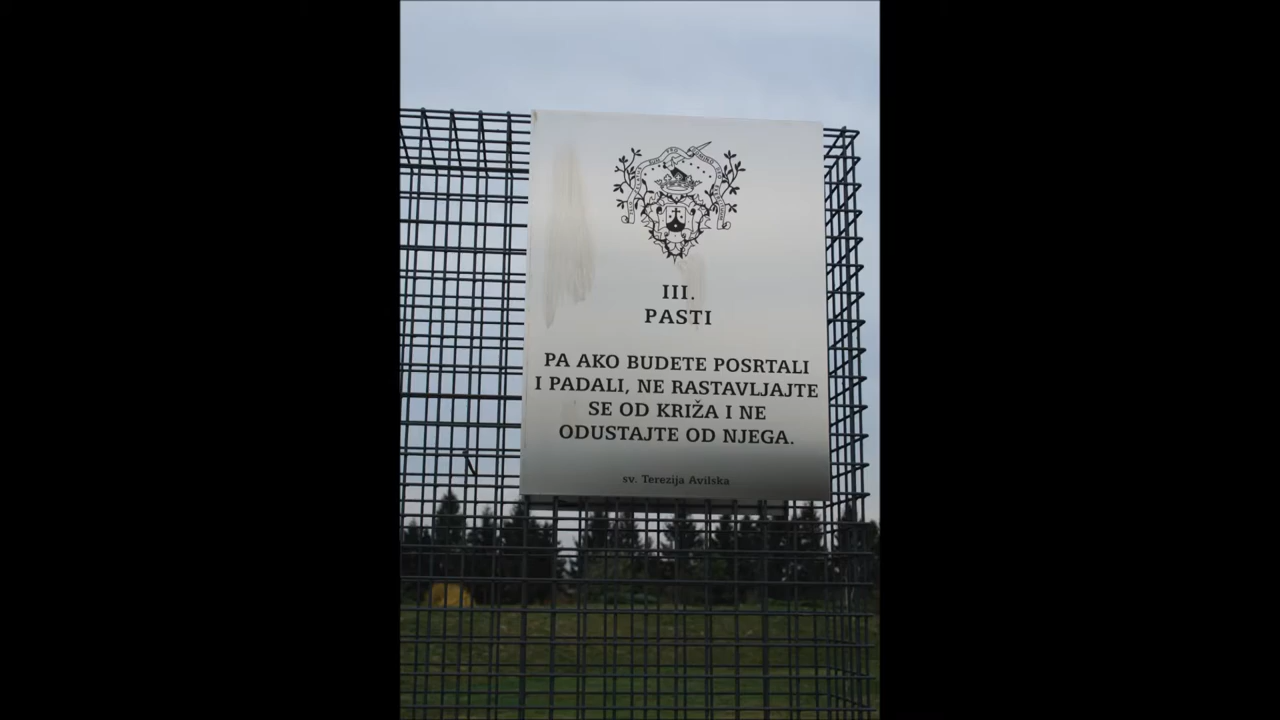 III.
PASTI
PA AKO BUDETE POSRTALI
I PADALI, NE RASTAVLJAJTE
SE OD KRIŽA I NE
ODUSTAJTE OD NJEGA.
sv. Terezija Avilska